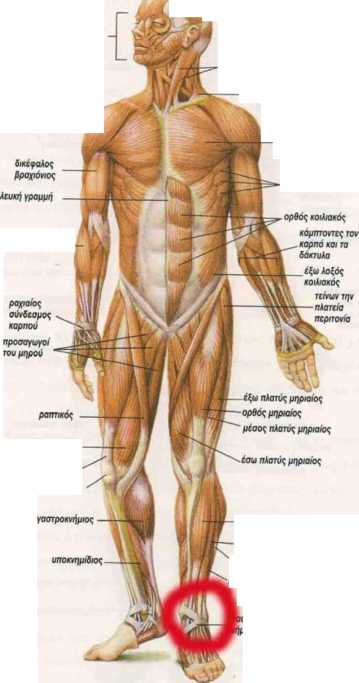 δικέφαλος
βραχιόνιος
λευκή γραμμή
ορθός κοιλιακός
κάμπτοντες τον
καρπό και τα
δάκτυλα
έξω λοξός
κοιλιακός
τείνων την
πλατεία
περιτονία
ραχιαίος
σύνδεσμος
καρπού
προσαγωγοί
του μηρού
έξω πλατύς μηριαίος
ορθός μηριαίος
μέσος πλατύς μηριαίος
ραπτικός
έσω πλατύς μηριαίος
γαστροκνήμιος
υποκνημίδιος